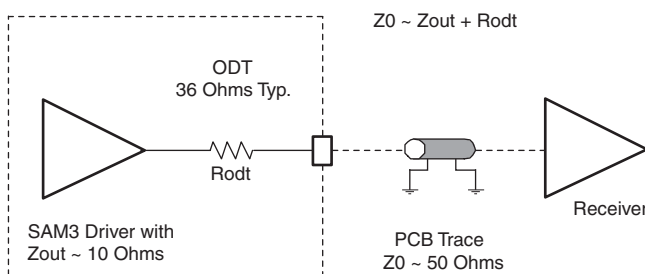 Z0 ~ Zout + Rodt
ODT
36 Ohms Typ.
Rodt
Receiver
SAM3 Driver with
Zout ~ 10 Ohms
PCB Trace
Z0 ~ 50 Ohms